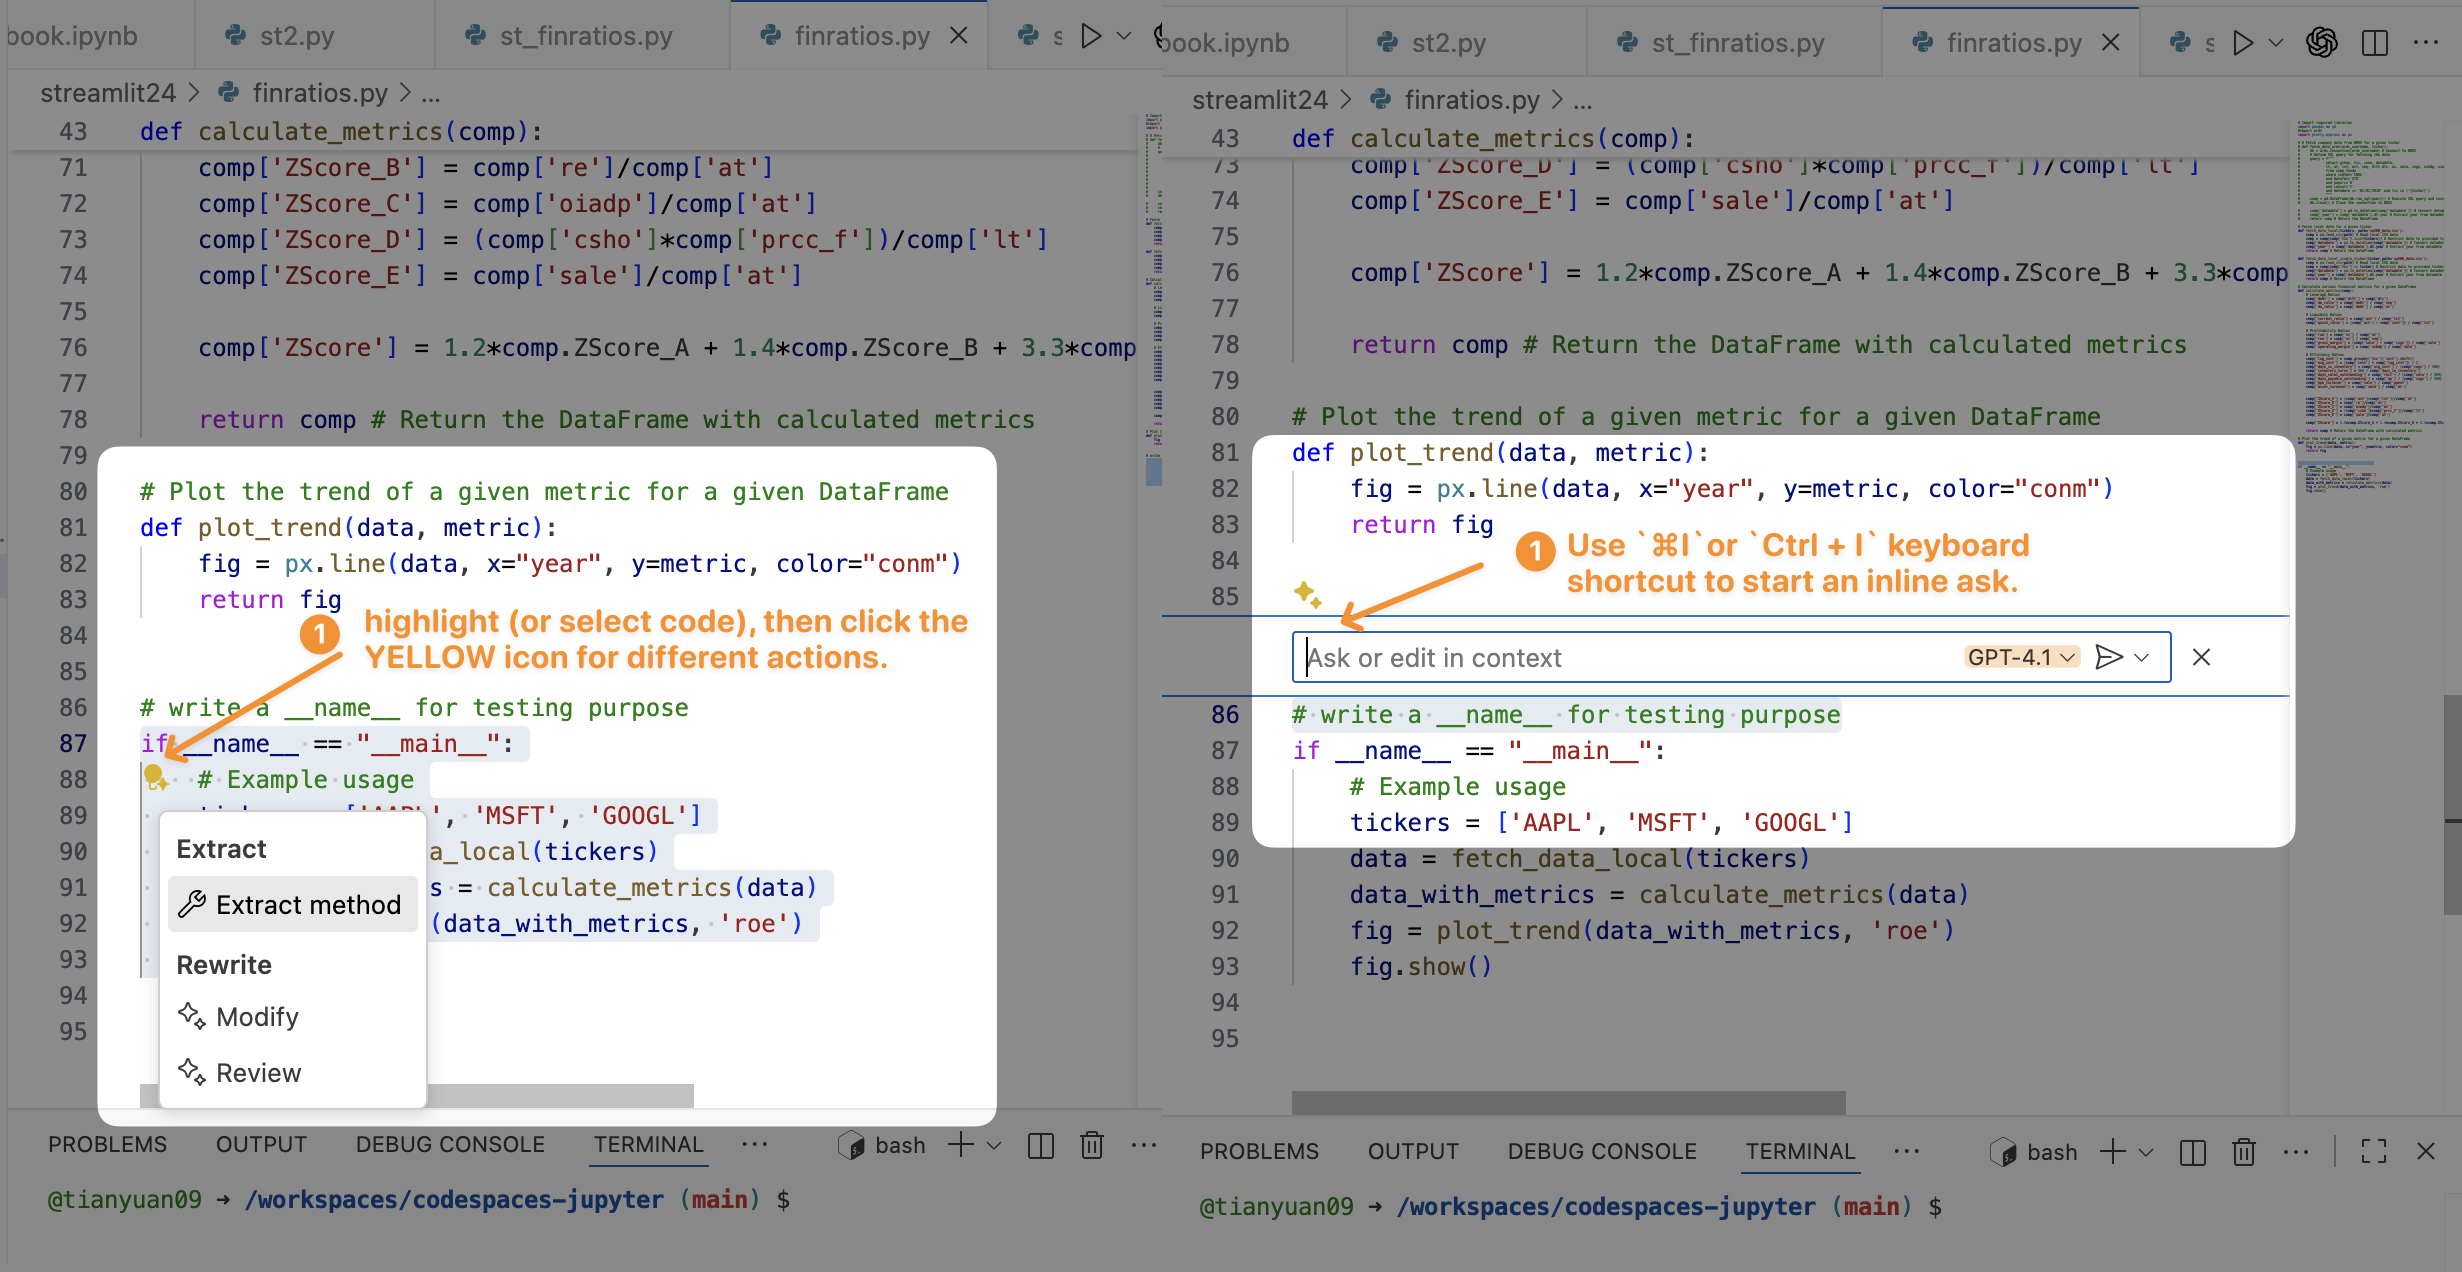 book.ipynb
st2.py
st_finratios.py
finratios.py
s
streamlit24 > finratios.py > ...
43 def calculate_metrics(comp):
71 comp['ZScore_B'] = comp['re']/comp['at']
72 comp['ZScore_C'] = comp['oiadp']/comp['at']
73 comp['ZScore_D'] = (comp['csho']*comp['prcc_f'])/comp['lt']
74 comp['ZScore_E'] = comp['sale']/comp['at']
75
76 comp['ZScore'] = 1.2*comp.ZScore_A + 1.4*comp.ZScore_B + 3.3*comp
77
78 return comp # Return the DataFrame with calculated metrics
79
80 # Plot the trend of a given metric for a given DataFrame
81 def plot_trend(data, metric):
82 fig = px.line(data, x="year", y=metric, color="conm")
83 return fig
84
1 highlight (or select code), then click the
YELLOW icon for different actions.
85
86 # write a __name__ for testing purpose
87 if __name__ == "__main__":
88 # Example usage
89 ', 'MSFT', 'GOOGL']
90 a_local(tickers)
91 s = calculate_metrics(data)
92 (data_with_metrics, 'roe')
93
94
95
Extract
Extract method
Rewrite
Modify
Review
PROBLEMS OUTPUT DEBUG CONSOLE TERMINAL ... bash
@tianyuan09 → /workspaces/codespaces-jupyter (main) $
book.ipynb
st2.py
st_finratios.py
finratios.py
s
streamlit24 > finratios.py > ...
43 def calculate_metrics(comp):
73 comp['ZScore_D'] = (comp['csho']*comp['prcc_f'])/comp['lt']
74 comp['ZScore_E'] = comp['sale']/comp['at']
75
76 comp['ZScore'] = 1.2*comp.ZScore_A + 1.4*comp.ZScore_B + 3.3*comp
77
78 return comp # Return the DataFrame with calculated metrics
79
80 # Plot the trend of a given metric for a given DataFrame
81 def plot_trend(data, metric):
82 fig = px.line(data, x="year", y=metric, color="conm")
83 return fig
84
1 Use `⌘I`or `Ctrl + I` keyboard
shortcut to start an inline ask.
85
Ask or edit in context GPT-4.1
86 # write a __name__ for testing purpose
87 if __name__ == "__main__":
88 # Example usage
89 tickers = ['AAPL', 'MSFT', 'GOOGL']
90 data = fetch_data_local(tickers)
91 data_with_metrics = calculate_metrics(data)
92 fig = plot_trend(data_with_metrics, 'roe')
93 fig.show()
94
95
PROBLEMS OUTPUT DEBUG CONSOLE TERMINAL ... bash
@tianyuan09 → /workspaces/codespaces-jupyter (main) $